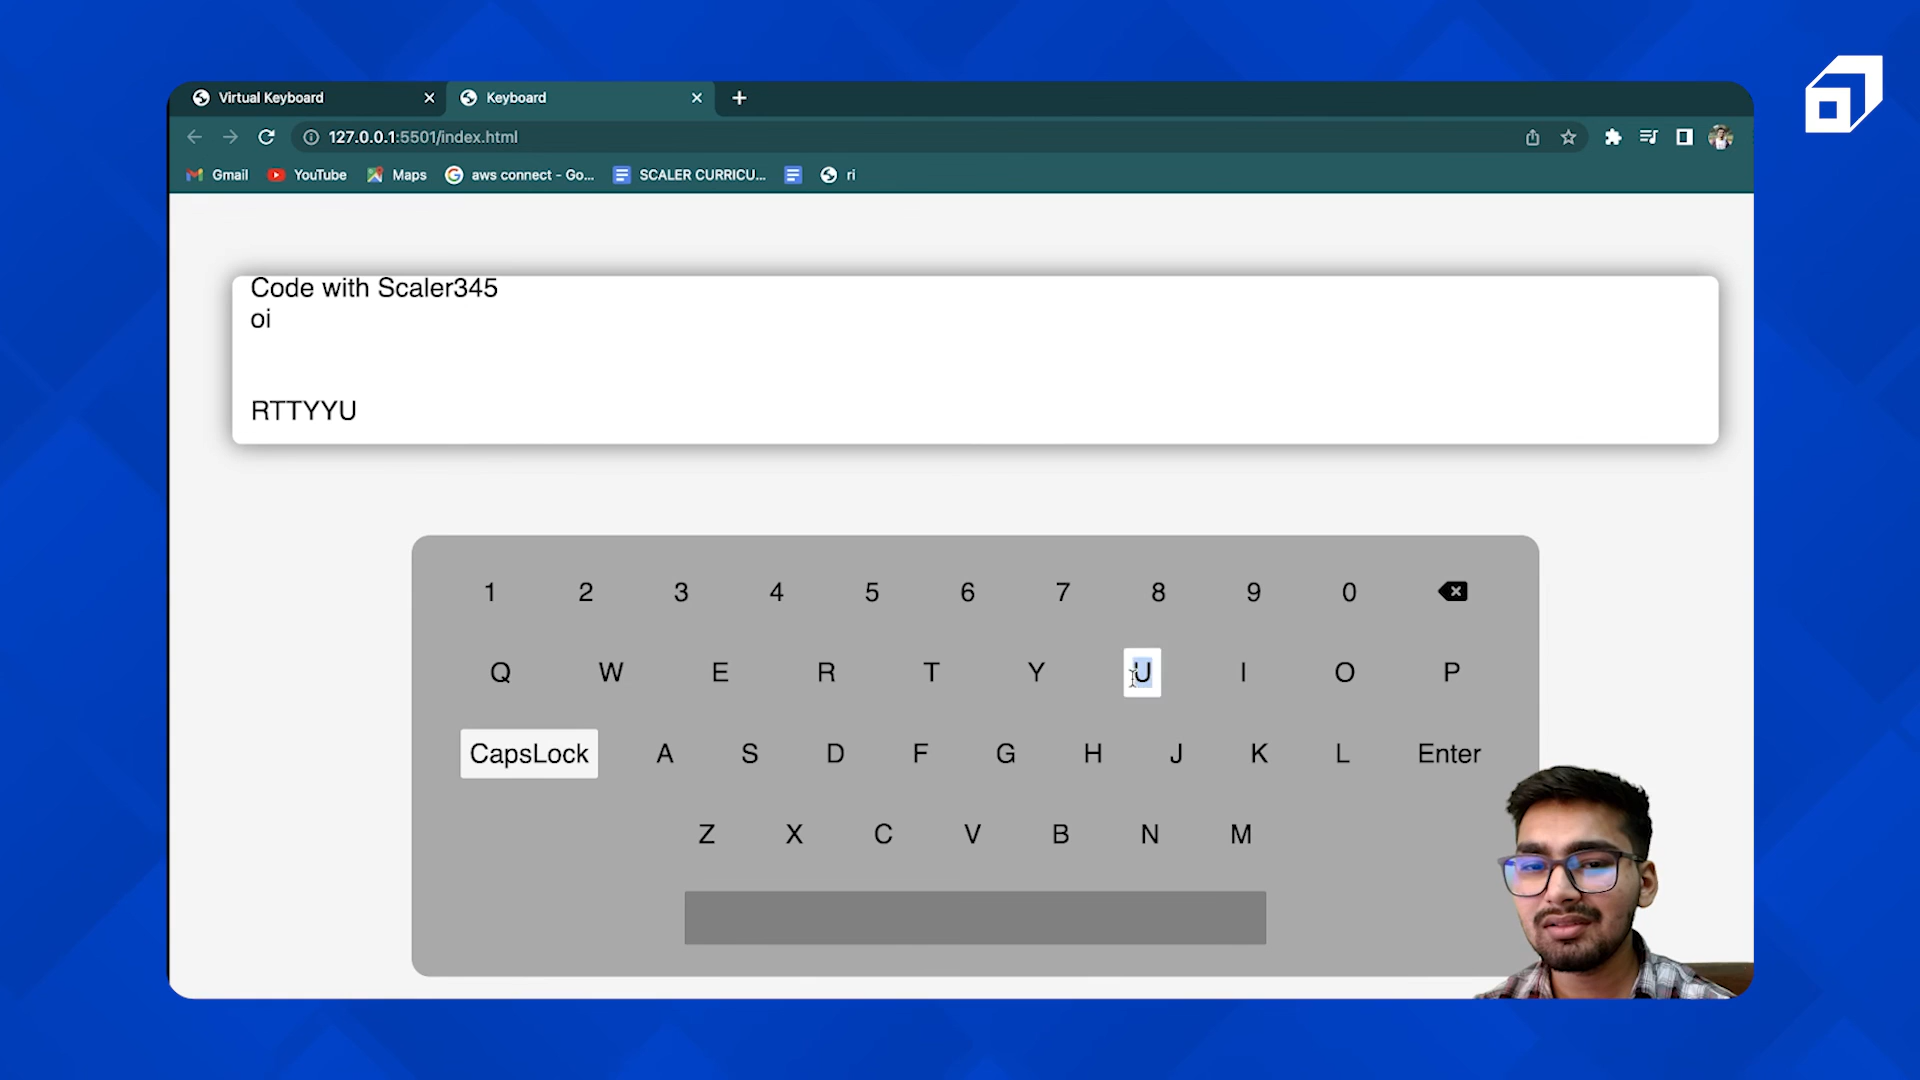 Virtual Keyboard
Keyboard
127.0.0.1:5501/index.html
Gmail YouTube Maps aws connect - Go... SCALER CURRICU... ri
Code with Scaler345
oi
RTTYYU
1 2 3 4 5 6 7 8 9 0
Q W E R T Y U I O P
CapsLock A S D F G H J K L Enter
Z X C V B N M